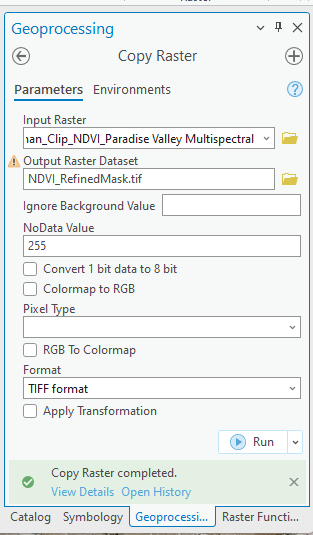 Geoprocessing
Copy Raster
Parameters Environments
Input Raster
nan_Clip_NDVI_Paradise Valley Multispectral
Output Raster Dataset
NDVI_RefinedMask.tif
Ignore Background Value
NoData Value
255
Convert 1 bit data to 8 bit
Colormap to RGB
Pixel Type
RGB To Colormap
Format
TIFF format
Apply Transformation
Run
Copy Raster completed.
View Details Open History
Catalog Symbology Geoprocessi... Raster Functi...